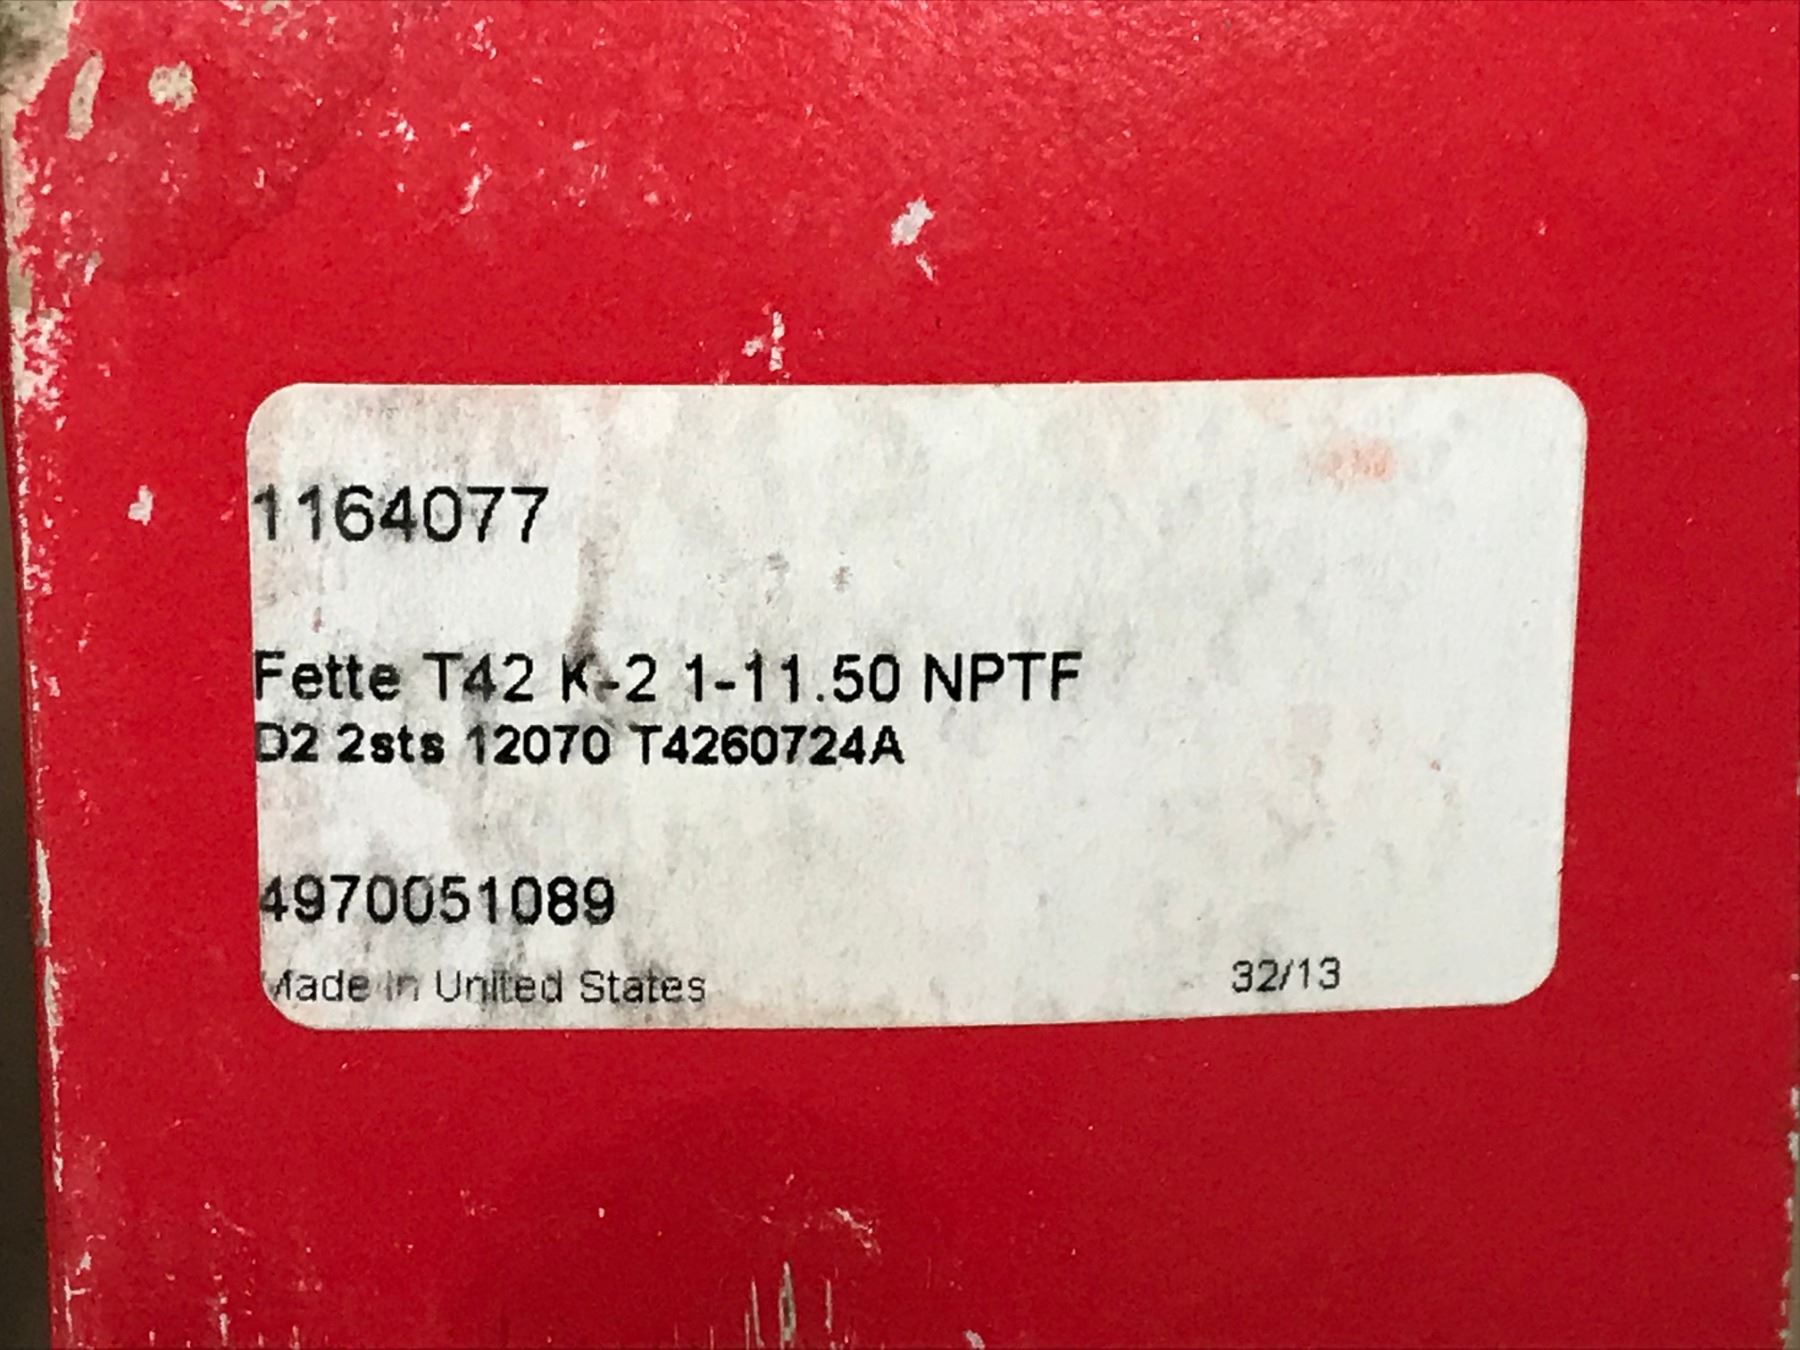 1164077
Fette T42 K-2 1-11.50 NPTF
D2 2sts 12070 T4260724A
4970051089
Made in United States
32/13